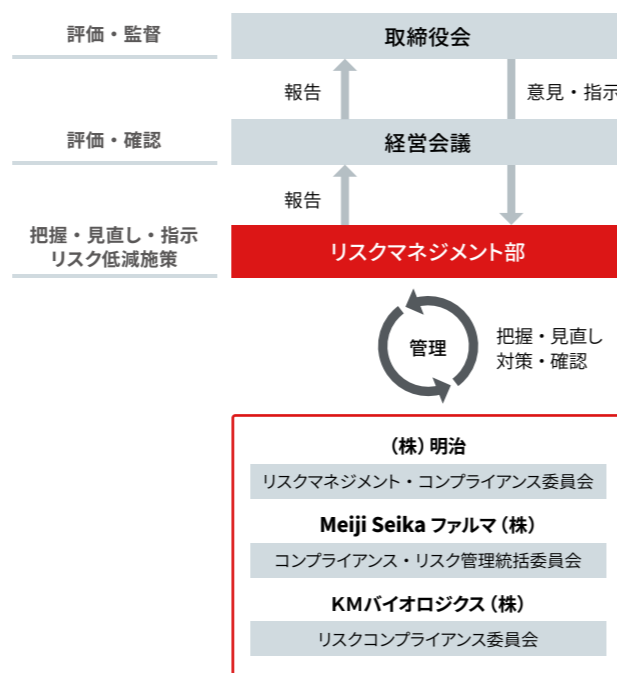 評価・監督
取締役会
報告
意見・指示
評価・確認
経営会議
報告
把握・見直し・指示
リスク低減施策
リスクマネジメント部
管理
把握・見直し
対策・確認
(株)明治
リスクマネジメント・コンプライアンス委員会
Meiji Seika ファルマ(株)
コンプライアンス・リスク管理統括委員会
KMバイオロジクス(株)
リスクコンプライアンス委員会